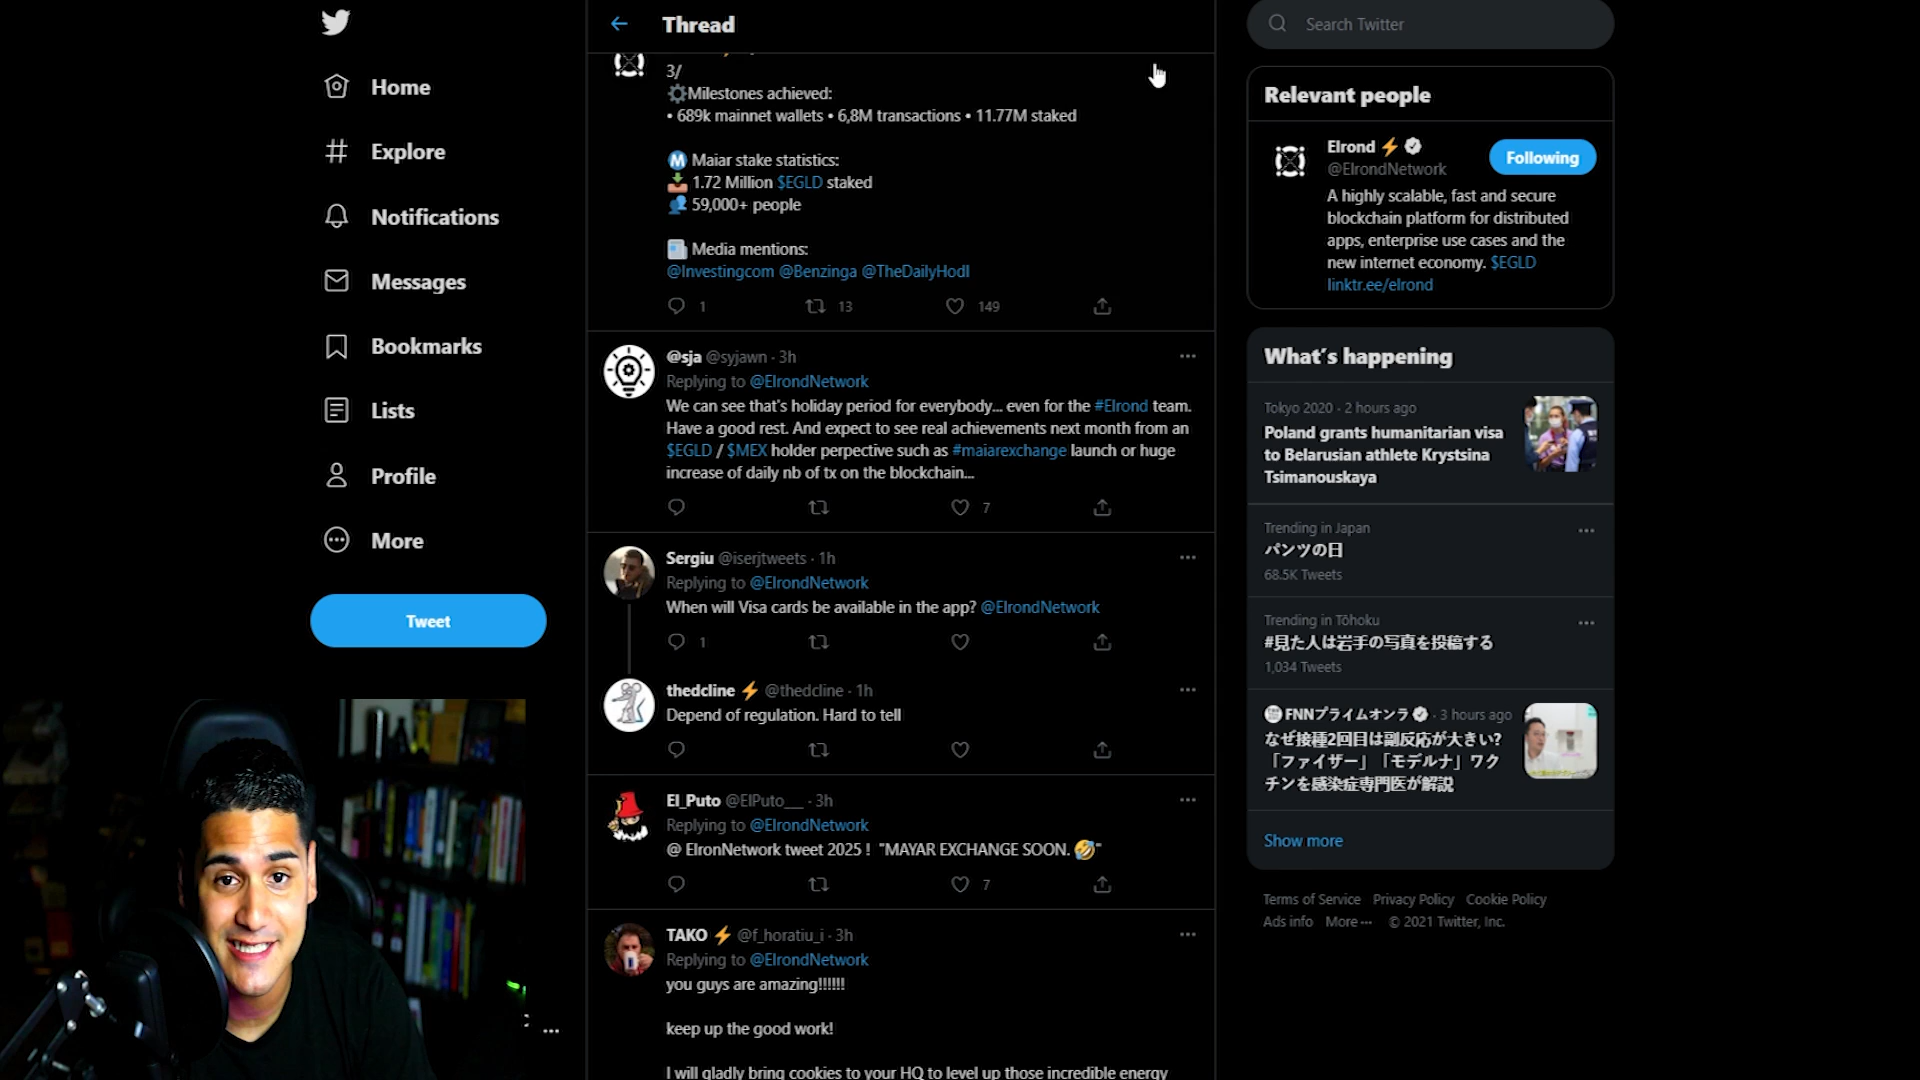 Home
Explore
Notifications
Messages
Bookmarks
Lists
Profile
More
Tweet
Thread
3/
Milestones achieved:
• 689k mainnet wallets • 6,8M transactions • 11.77M staked
Maiar stake statistics:
1.72 Million $EGLD staked
59,000+ people
Media mentions:
@Investingcom @Benzinga @TheDailyHodl
1 13 149
@sja @syjawn · 3h
Replying to @ElrondNetwork
We can see that's holiday period for everybody... even for the #Elrond team.
Have a good rest. And expect to see real achievements next month from an
$EGLD / $MEX holder perpective such as #maiarexchange launch or huge
increase of daily nb of tx on the blockchain...
7
Sergiu @iserjtweets · 1h
Replying to @ElrondNetwork
When will Visa cards be available in the app? @ElrondNetwork
1
thedcline ⚡ @thedcline · 1h
Depend of regulation. Hard to tell
El_Puto @ElPuto__ · 3h
Replying to @ElrondNetwork
@ ElronNetwork tweet 2025 ! "MAYAR EXCHANGE SOON. 🤣"
7
TAKO ⚡ @f_horatiu_i · 3h
Replying to @ElrondNetwork
you guys are amazing!!!!!!
keep up the good work!
I will gladly bring cookies to your HQ to level up those incredible energy
Search Twitter
Relevant people
Elrond ⚡
@ElrondNetwork
Following
A highly scalable, fast and secure
blockchain platform for distributed
apps, enterprise use cases and the
new internet economy. $EGLD
linktr.ee/elrond
What's happening
Tokyo 2020 · 2 hours ago
Poland grants humanitarian visa
to Belarusian athlete Krystsina
Tsimanouskaya
Trending in Japan
パンツの日
68.5K Tweets
Trending in Tōhoku
#見た人は岩手の写真を投稿する
1,034 Tweets
FNNプライムオンラ · 3 hours ago
なぜ接種2回目は副反応が大きい?
「ファイザー」「モデルナ」ワク
チンを感染症専門医が解説
Show more
Terms of Service Privacy Policy Cookie Policy
Ads info More ··· © 2021 Twitter, Inc.